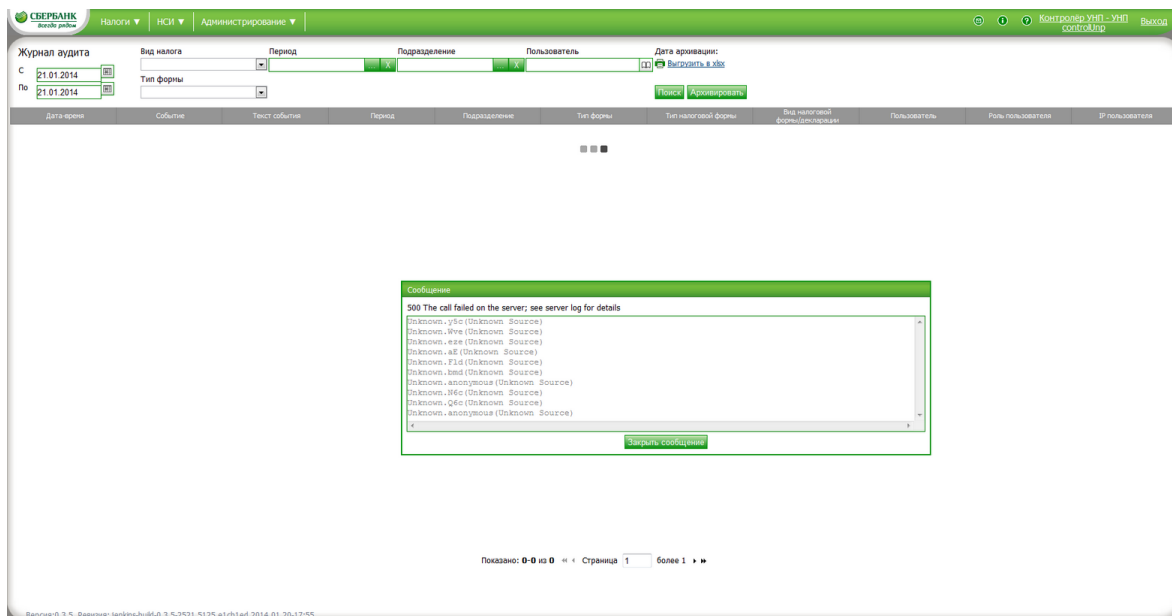 СБЕРБАНК
Всегда рядом
Налоги ▼ НСИ ▼ Администрирование ▼
Контролёр УНП - УНП
controlUnp
Выход
Журнал аудита
С 21.01.2014
По 21.01.2014
Вид налога
Тип формы
Период
... X
Подразделение
... X
Пользователь
Дата архивации:
Выгрузить в xlsx
Поиск Архивировать
Дата-время Событие Текст события Период Подразделение Тип формы Тип налоговой формы Вид налоговой формы/декларации Пользователь Роль пользователя IP пользователя
Сообщение
500 The call failed on the server; see server log for details
Unknown.y5c(Unknown Source)
Unknown.Wve(Unknown Source)
Unknown.eze(Unknown Source)
Unknown.aE(Unknown Source)
Unknown.Fld(Unknown Source)
Unknown.bmd(Unknown Source)
Unknown.anonymous(Unknown Source)
Unknown.N6c(Unknown Source)
Unknown.Q6c(Unknown Source)
Unknown.anonymous(Unknown Source)
Закрыть сообщение
Показано: 0-0 из 0 Страница 1 более 1